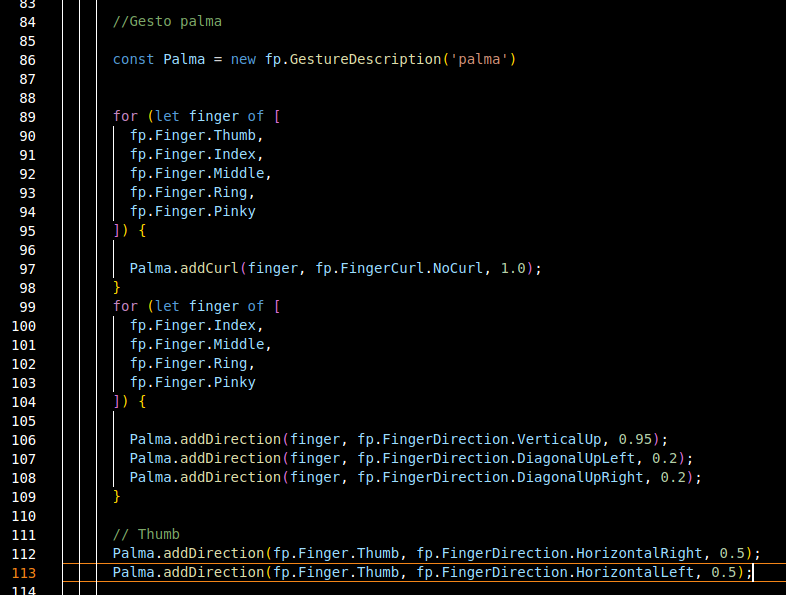 83
84 //Gesto palma
85
86 const Palma = new fp.GestureDescription('palma')
87
88
89 for (let finger of [
90 fp.Finger.Thumb,
91 fp.Finger.Index,
92 fp.Finger.Middle,
93 fp.Finger.Ring,
94 fp.Finger.Pinky
95 ]) {
96
97 Palma.addCurl(finger, fp.FingerCurl.NoCurl, 1.0);
98 }
99 for (let finger of [
100 fp.Finger.Index,
101 fp.Finger.Middle,
102 fp.Finger.Ring,
103 fp.Finger.Pinky
104 ]) {
105
106 Palma.addDirection(finger, fp.FingerDirection.VerticalUp, 0.95);
107 Palma.addDirection(finger, fp.FingerDirection.DiagonalUpLeft, 0.2);
108 Palma.addDirection(finger, fp.FingerDirection.DiagonalUpRight, 0.2);
109 }
110
111 // Thumb
112 Palma.addDirection(fp.Finger.Thumb, fp.FingerDirection.HorizontalRight, 0.5);
113 Palma.addDirection(fp.Finger.Thumb, fp.FingerDirection.HorizontalLeft, 0.5);
114